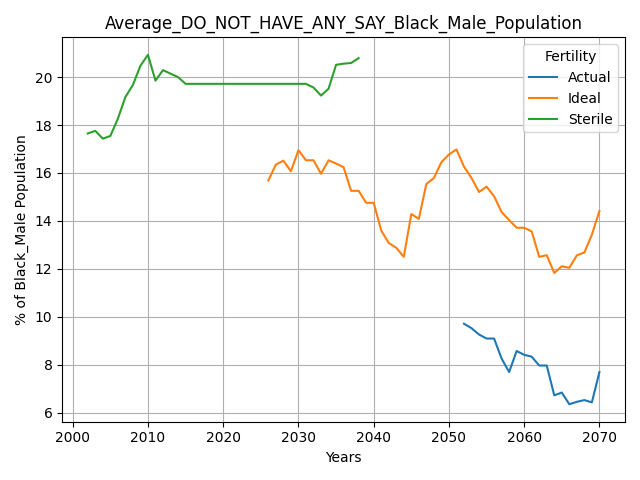 Average_DO_NOT_HAVE_ANY_SAY_Black_Male_Population
Fertility
Actual
Ideal
Sterile
% of Black_Male Population
20
18
16
14
12
10
8
6
2000 2010 2020 2030 2040 2050 2060 2070
Years